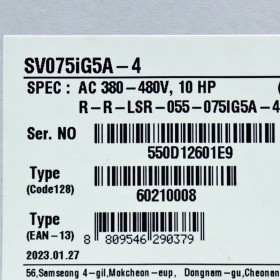 SV075iG5A-4
SPEC : AC 380-480V, 10 HP (
R-R-LSR-055-075IG5A-4
Ser. NO
550D12601E9
Type
(Code128)
60210008
Type
(EAN-13)
8 809546 290379
2023.01.27
56,Samseong 4-gil,Mokcheon-eup, Dongnam-gu,Cheonan